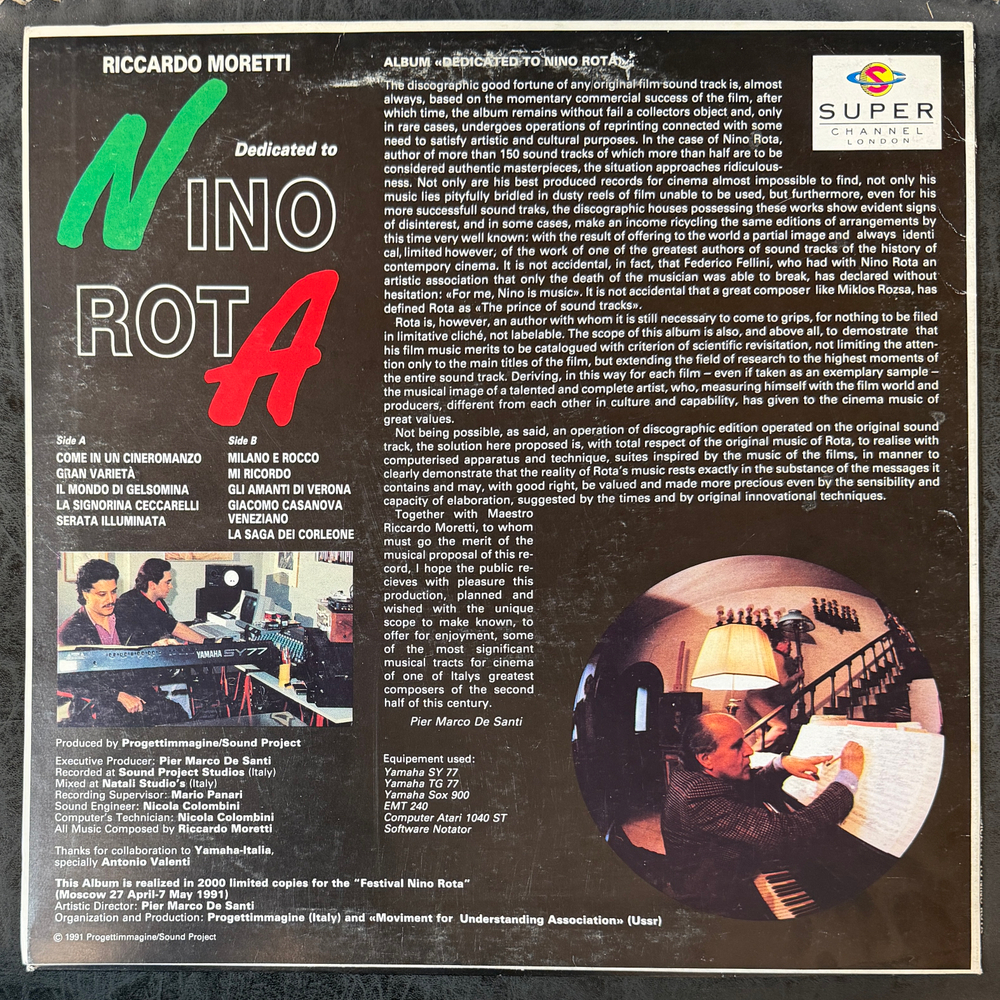 RICCARDO MORETTI
Dedicated to
NINO
ROTA
Side A
COME IN UN CINEROMANZO
GRAN VARIETÀ
IL MONDO DI GELSOMINA
LA SIGNORINA CECCARELLI
SERATA ILLUMINATA
Side B
MILANO E ROCCO
MI RICORDO
GLI AMANTI DI VERONA
GIACOMO CASANOVA
VENEZIANO
LA SAGA DEI CORLEONE
YAMAHA SY77
Produced by Progettimmagine/Sound Project
Executive Producer: Pier Marco De Santi
Recorded at Sound Project Studios (Italy)
Mixed at Natali Studio's (Italy)
Recording Supervisor: Mario Panari
Sound Engineer: Nicola Colombini
Computer's Technician: Nicola Colombini
All Music Composed by Riccardo Moretti
Thanks for collaboration to Yamaha-Italia,
specially Antonio Valenti
This Album is realized in 2000 limited copies for the "Festival Nino Rota"
(Moscow 27 April-7 May 1991)
Artistic Director: Pier Marco De Santi
Organization and Production: Progettimmagine (Italy) and «Moviment for Understanding Association» (Ussr)
© 1991 Progettimmagine/Sound Project
ALBUM «DEDICATED TO NINO ROTA»
The discographic good fortune of any original film sound track is, almost
always, based on the momentary commercial success of the film, after
which time, the album remains without fail a collectors object and, only
in rare cases, undergoes operations of reprinting connected with some
need to satisfy artistic and cultural purposes. In the case of Nino Rota,
author of more than 150 sound tracks of which more than half are to be
considered authentic masterpieces, the situation approaches ridiculous-
ness. Not only are his best produced records for cinema almost impossible to find, not only his
music lies pityfully bridled in dusty reels of film unable to be used, but furthermore, even for his
more successfull sound traks, the discographic houses possessing these works show evident signs
of disinterest, and in some cases, make an income ricycling the same editions of arrangements by
this time very well known: with the result of offering to the world a partial image and always identi
cal, limited however; of the work of one of the greatest authors of sound tracks of the history of
contempory cinema. It is not accidental, in fact, that Federico Fellini, who had with Nino Rota an
artistic association that only the death of the musician was able to break, has declared without
hesitation: «For me, Nino is music». It is not accidental that a great composer like Miklos Rozsa, has
defined Rota as «The prince of sound tracks».
Rota is, however, an author with whom it is still necessary to come to grips, for nothing to be filed
in limitative cliché, not labelable. The scope of this album is also, and above all, to demostrate that
his film music merits to be catalogued with criterion of scientific revisitation, not limiting the atten-
tion only to the main titles of the film, but extending the field of research to the highest moments of
the entire sound track. Deriving, in this way for each film – even if taken as an exemplary sample –
the musical image of a talented and complete artist, who, measuring himself with the film world and
producers, different from each other in culture and capability, has given to the cinema music of
great values.
Not being possible, as said, an operation of discographic edition operated on the original sound
track, the solution here proposed is, with total respect of the original music of Rota, to realise with
computerised apparatus and technique, suites inspired by the music of the films, in manner to
clearly demonstrate that the reality of Rota's music rests exactly in the substance of the messages it
contains and may, with good right, be valued and made more precious even by the sensibility and
capacity of elaboration, suggested by the times and by original innovational techniques.
Together with Maestro
Riccardo Moretti, to whom
must go the merit of the
musical proposal of this re-
cord, I hope the public re-
cieves with pleasure this
production, planned and
wished with the unique
scope to make known, to
offer for enjoyment, some
of the most significant
musical tracts for cinema
of one of Italys greatest
composers of the second
half of this century.
Pier Marco De Santi
Equipement used:
Yamaha SY 77
Yamaha TG 77
Yamaha Sox 900
EMT 240
Computer Atari 1040 ST
Software Notator
S
SUPER
CHANNEL
LONDON